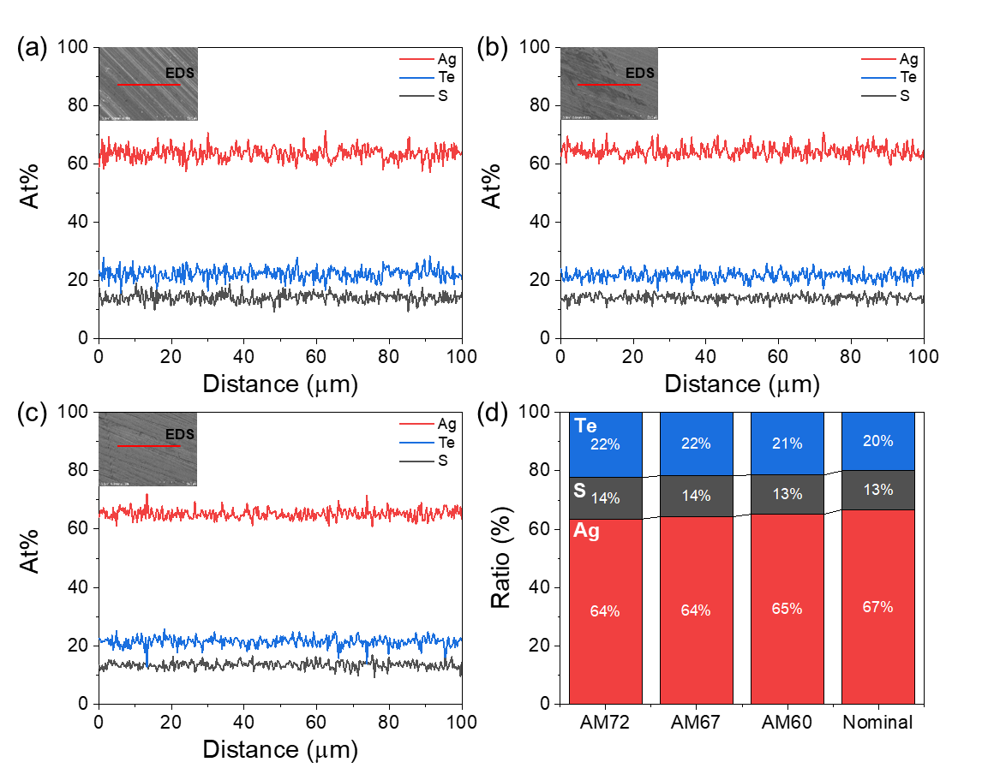 (a)
100
80
60
40
20
0
At%
EDS
Ag
Te
S
0 20 40 60 80 100
Distance (μm)
(b)
100
80
60
40
20
0
At%
EDS
Ag
Te
S
0 20 40 60 80 100
Distance (μm)
(c)
100
80
60
40
20
0
At%
EDS
Ag
Te
S
0 20 40 60 80 100
Distance (μm)
(d)
100
80
60
40
20
0
Ratio (%)
Te
22% 22% 21% 20%
S
14% 14% 13% 13%
Ag
64% 64% 65% 67%
AM72 AM67 AM60 Nominal